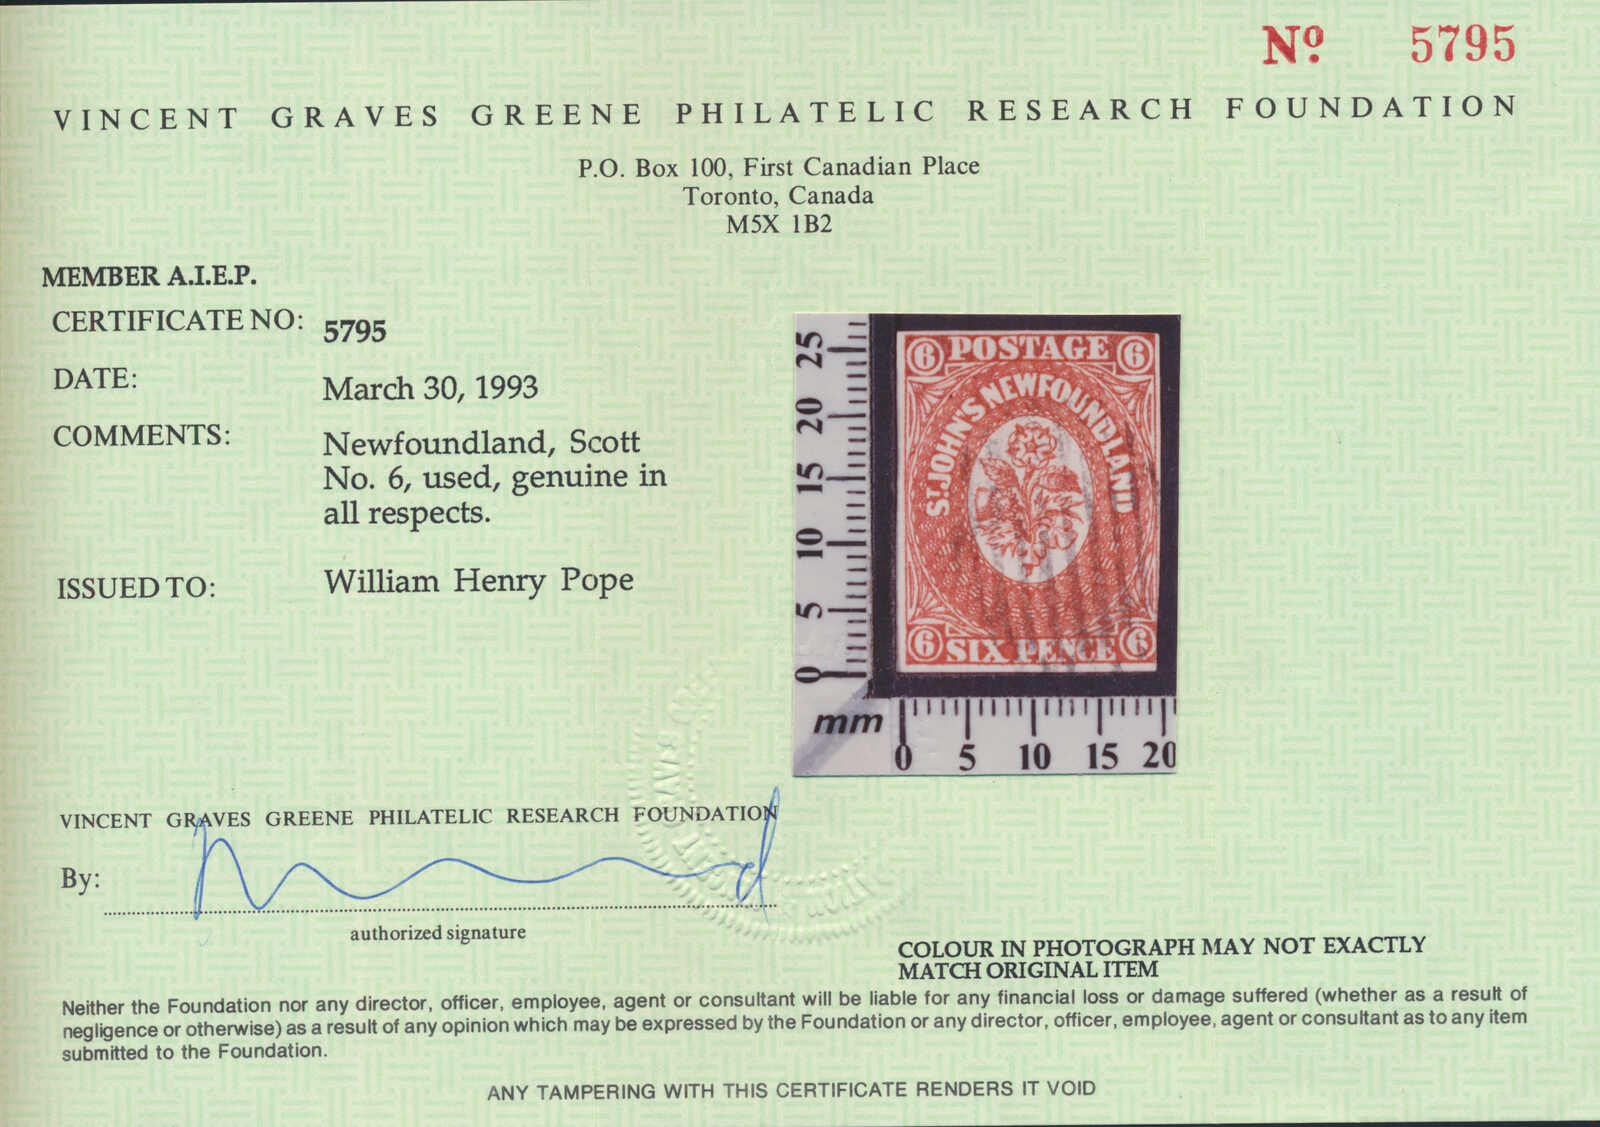 Nº 5795
VINCENT GRAVES GREENE PHILATELIC RESEARCH FOUNDATION
P.O. Box 100, First Canadian Place
Toronto, Canada
M5X 1B2
MEMBER A.I.E.P.
CERTIFICATE NO: 5795
DATE: March 30, 1993
COMMENTS: Newfoundland, Scott
No. 6, used, genuine in
all respects.
ISSUED TO: William Henry Pope
25
20
15
10
5
0
mm
0 5 10 15 20
6 POSTAGE 6
ST. JOHN'S NEWFOUNDLAND
6 SIX PENCE 6
VINCENT GRAVES GREENE PHILATELIC RESEARCH FOUNDATION
By:
authorized signature
COLOUR IN PHOTOGRAPH MAY NOT EXACTLY
MATCH ORIGINAL ITEM
Neither the Foundation nor any director, officer, employee, agent or consultant will be liable for any financial loss or damage suffered (whether as a result of
negligence or otherwise) as a result of any opinion which may be expressed by the Foundation or any director, officer, employee, agent or consultant as to any item
submitted to the Foundation.
ANY TAMPERING WITH THIS CERTIFICATE RENDERS IT VOID